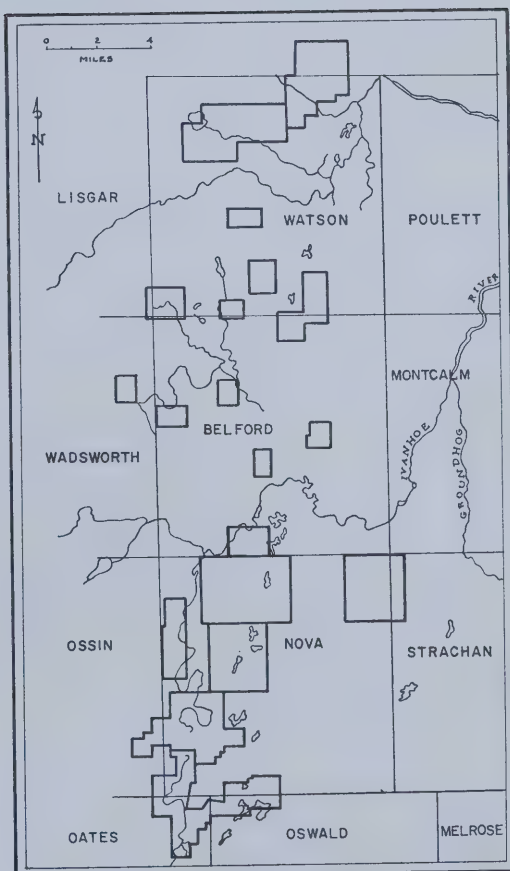 0 2 4
MILES
N
LISGAR
WATSON
POULETT
RIVER
MONTCALM
IVANHOE
GROUNDHOG
BELFORD
WADSWORTH
OSSIN
NOVA
STRACHAN
OATES
OSWALD
MELROSE